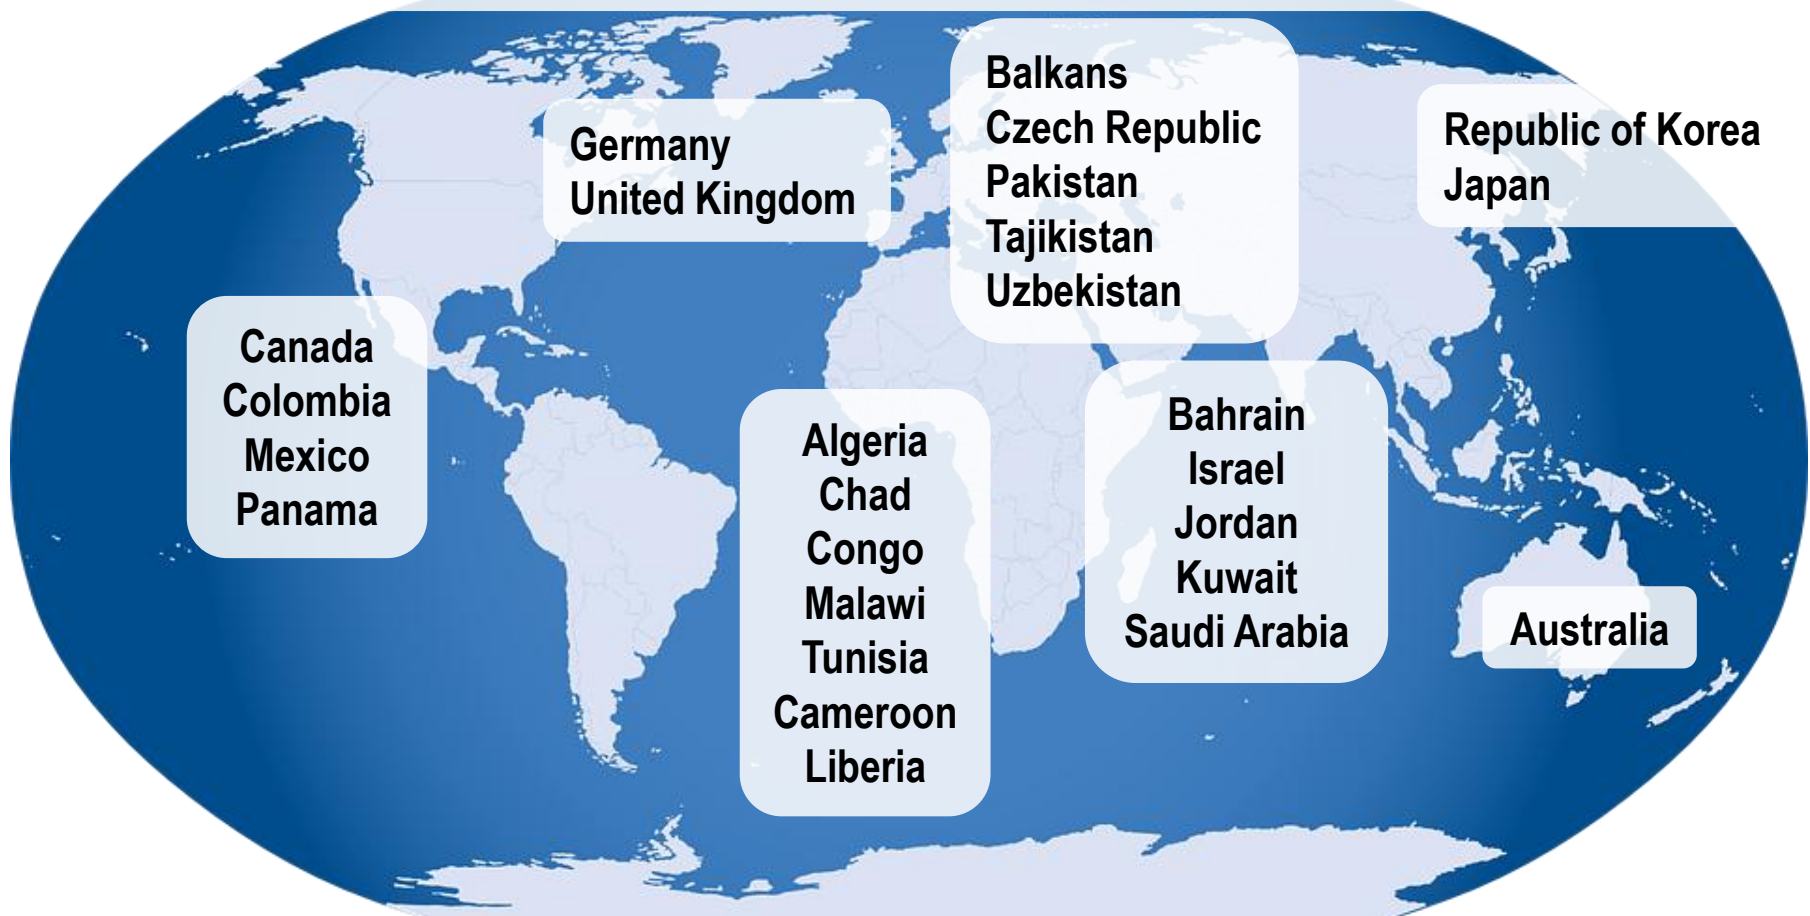 Germany
United Kingdom
Balkans
Czech Republic
Pakistan
Tajikistan
Uzbekistan
Republic of Korea
Japan
Canada
Colombia
Mexico
Panama
Algeria
Chad
Congo
Malawi
Tunisia
Cameroon
Liberia
Bahrain
Israel
Jordan
Kuwait
Saudi Arabia
Australia